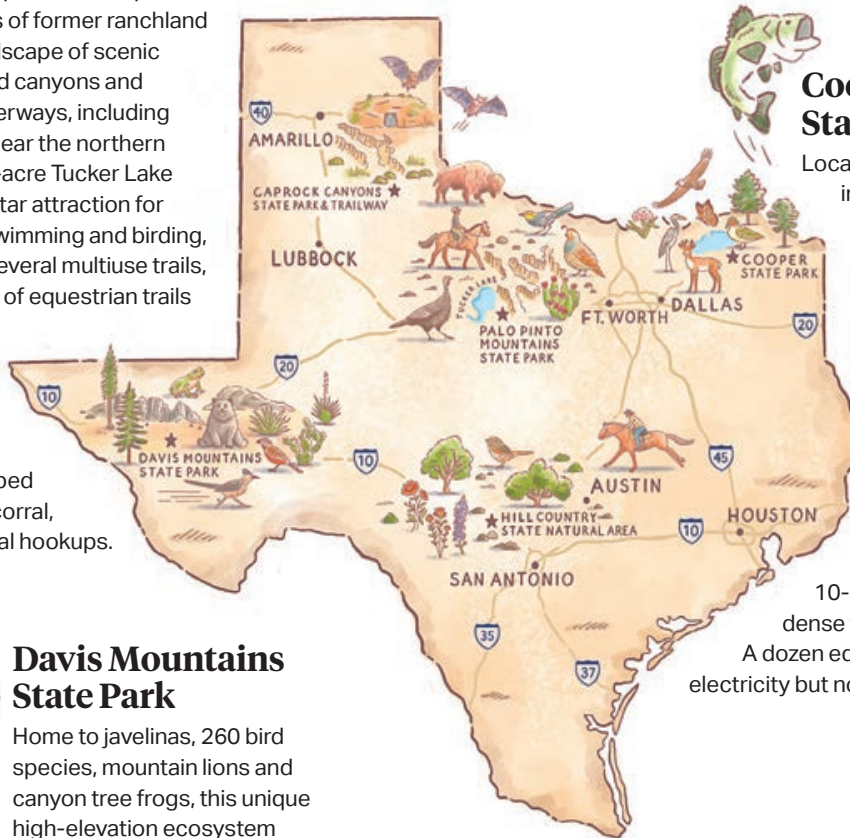 s of former ranchland
dscape of scenic
d canyons and
erways, including
ear the northern
-acre Tucker Lake
tar attraction for
wimming and birding,
everal multiuse trails,
of equestrian trails
ped
corral,
al hookups.
Davis Mountains
State Park
Home to javelinas, 260 bird
species, mountain lions and
canyon tree frogs, this unique
high-elevation ecosystem
40
AMARILLO
CAPROCK CANYONS
STATE PARK & TRAILWAY
LUBBOCK
TUCKER LAKE
PALO PINTO
MOUNTAINS
STATE PARK
FT. WORTH
DALLAS
COOPER
STATE PARK
20
20
10
DAVIS MOUNTAINS
STATE PARK
10
45
AUSTIN
HILL COUNTRY
STATE NATURAL AREA
10
HOUSTON
SAN ANTONIO
35
37
Coo
Sta
Loca
in
10-
dense
A dozen eq
electricity but no